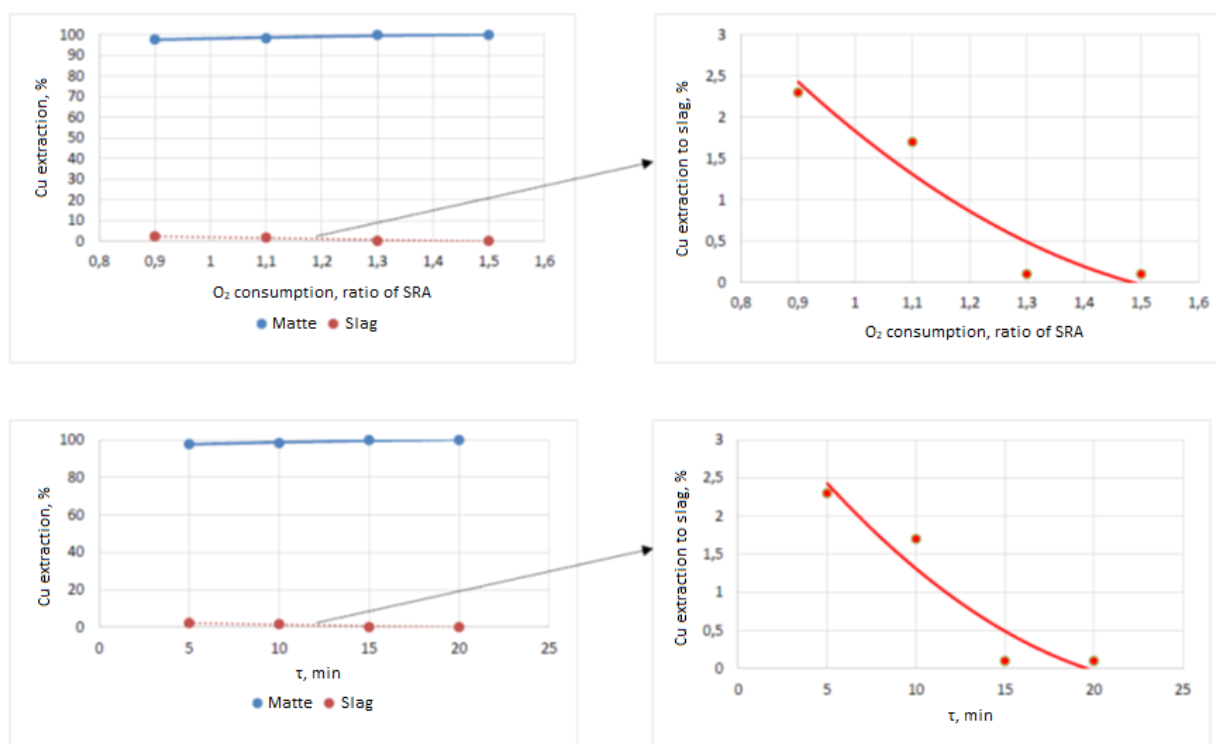 100
90
80
70
60
50
40
30
20
10
0
Cu extraction, %
0,8 0,9 1 1,1 1,2 1,3 1,4 1,5 1,6
O₂ consumption, ratio of SRA
Matte Slag
3
2,5
2
1,5
1
0,5
0
Cu extraction to slag, %
0,8 0,9 1 1,1 1,2 1,3 1,4 1,5 1,6
O₂ consumption, ratio of SRA
100
80
60
40
20
0
Cu extraction, %
0 5 10 15 20 25
τ, min
Matte Slag
3
2,5
2
1,5
1
0,5
0
Cu extraction to slag, %
0 5 10 15 20 25
τ, min